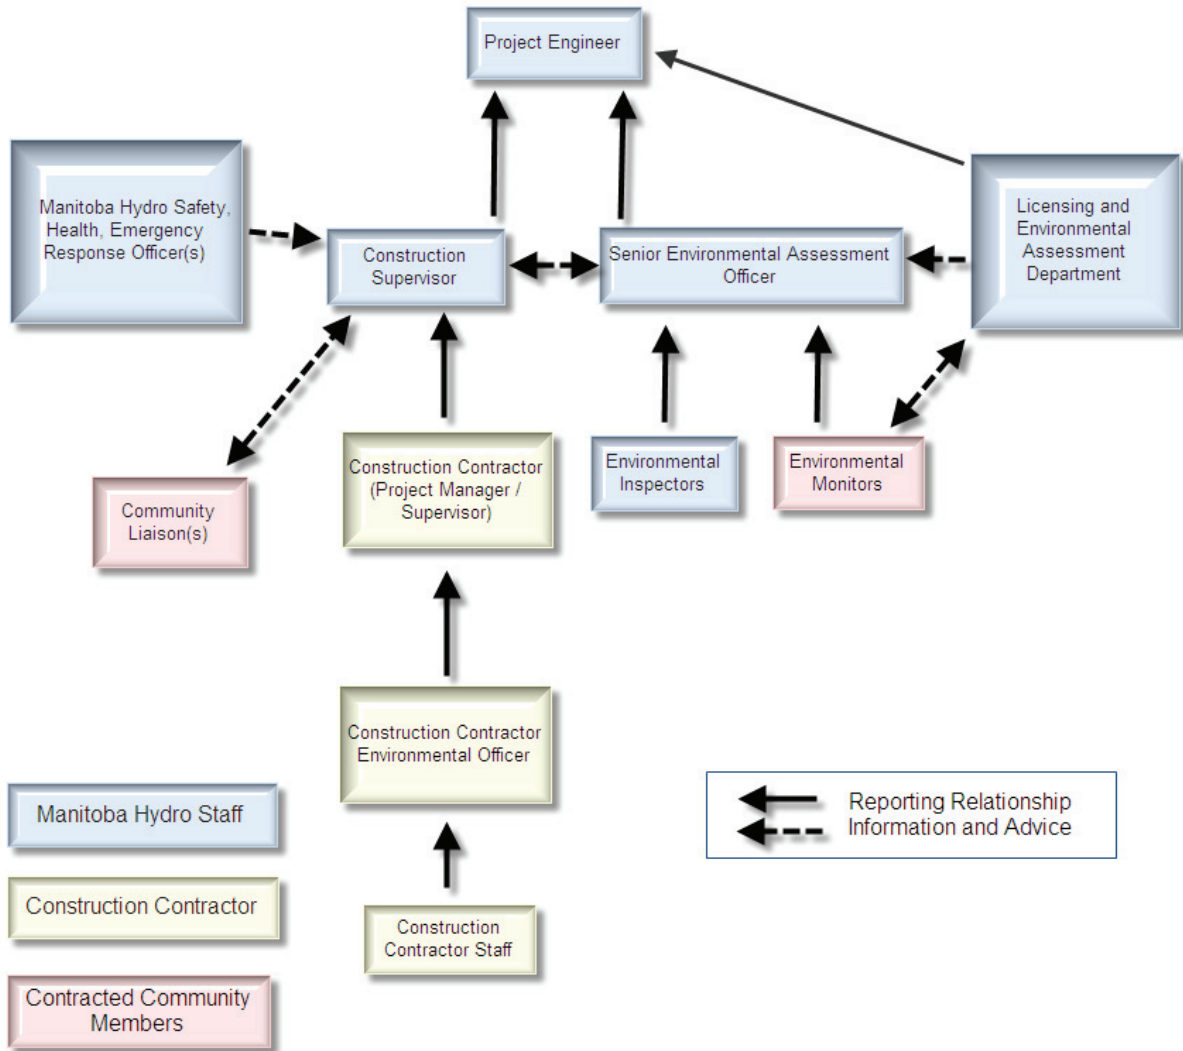 Project Engineer
Manitoba Hydro Safety,
Health, Emergency
Response Officer(s)
Construction
Supervisor
Senior Environmental Assessment
Officer
Licensing and
Environmental
Assessment
Department
Community
Liaison(s)
Construction Contractor
(Project Manager /
Supervisor)
Environmental
Inspectors
Environmental
Monitors
Construction Contractor
Environmental Officer
Construction
Contractor Staff
Manitoba Hydro Staff
Construction Contractor
Contracted Community
Members
Reporting Relationship
Information and Advice